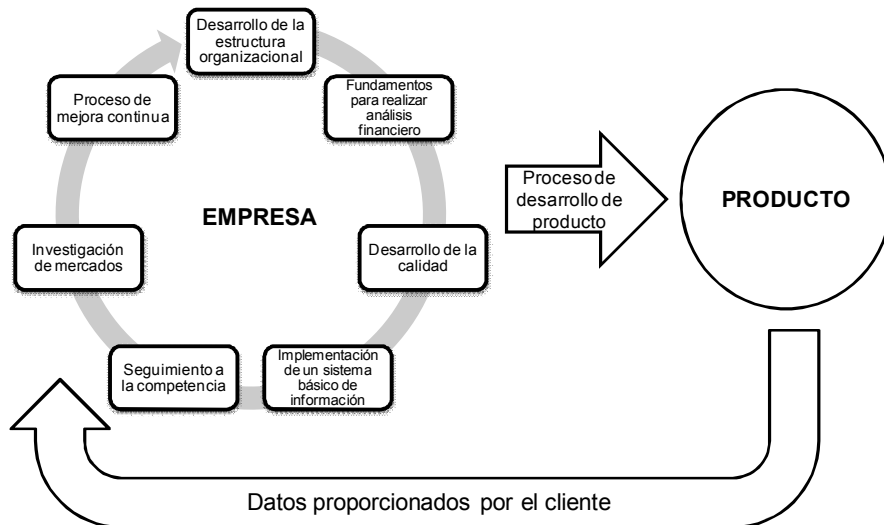 Desarrollo de la
estructura
organizacional
Fundamentos
para realizar
análisis
financiero
Desarrollo de la
calidad
Implementación
de un sistema
básico de
información
Seguimiento a
la competencia
Investigación
de mercados
Proceso de
mejora continua
EMPRESA
Proceso de
desarrollo de
producto
PRODUCTO
Datos proporcionados por el cliente